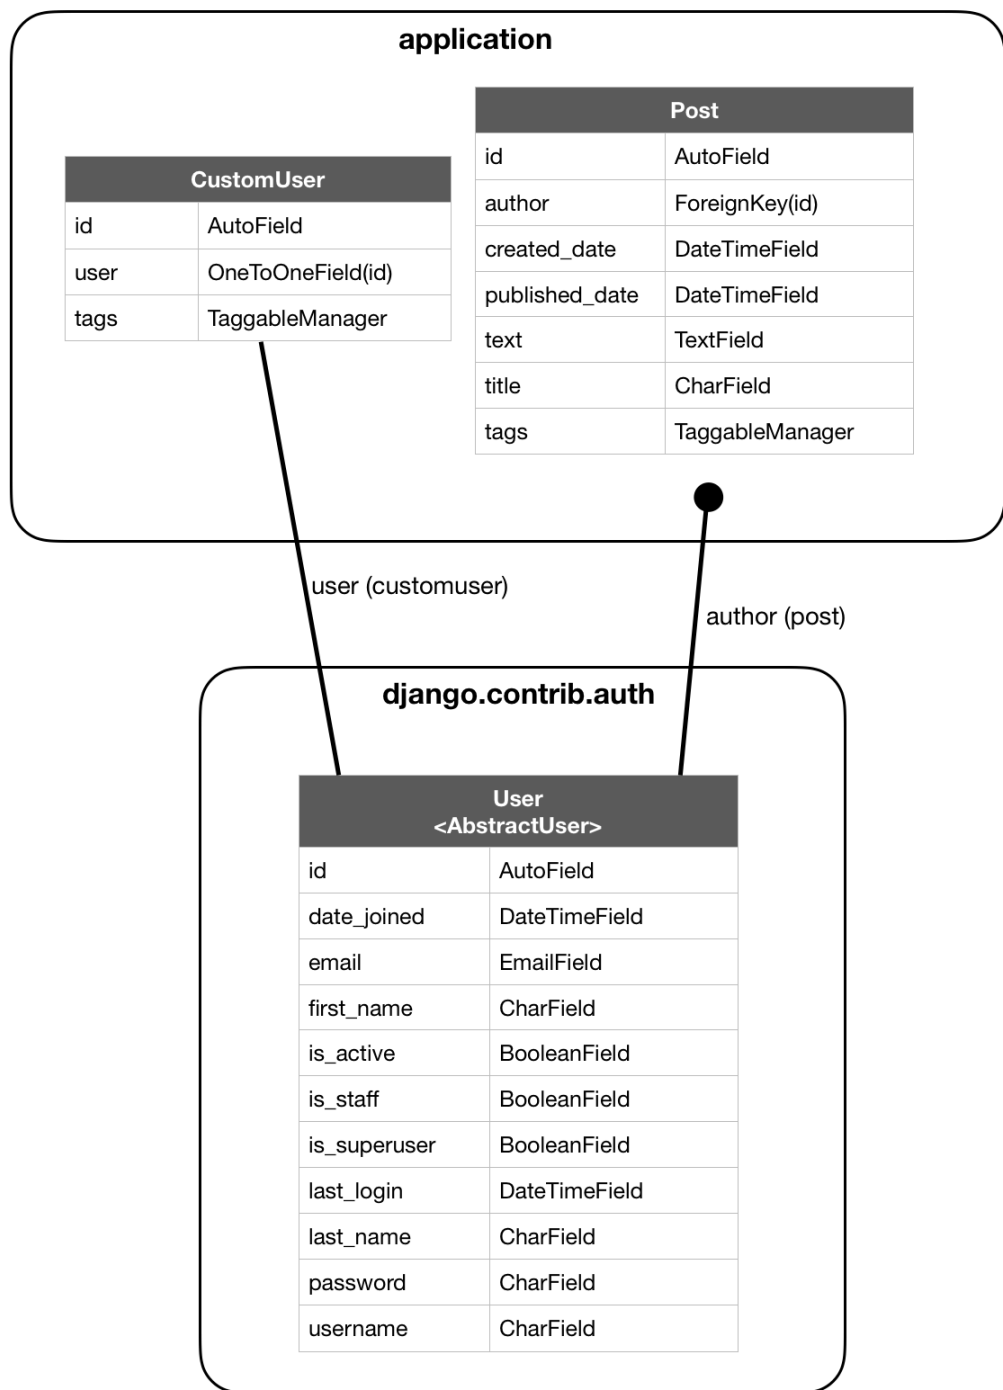 application
CustomUser
id AutoField
user OneToOneField(id)
tags TaggableManager
Post
id AutoField
author ForeignKey(id)
created_date DateTimeField
published_date DateTimeField
text TextField
title CharField
tags TaggableManager
user (customuser)
author (post)
django.contrib.auth
User
<AbstractUser>
id AutoField
date_joined DateTimeField
email EmailField
first_name CharField
is_active BooleanField
is_staff BooleanField
is_superuser BooleanField
last_login DateTimeField
last_name CharField
password CharField
username CharField